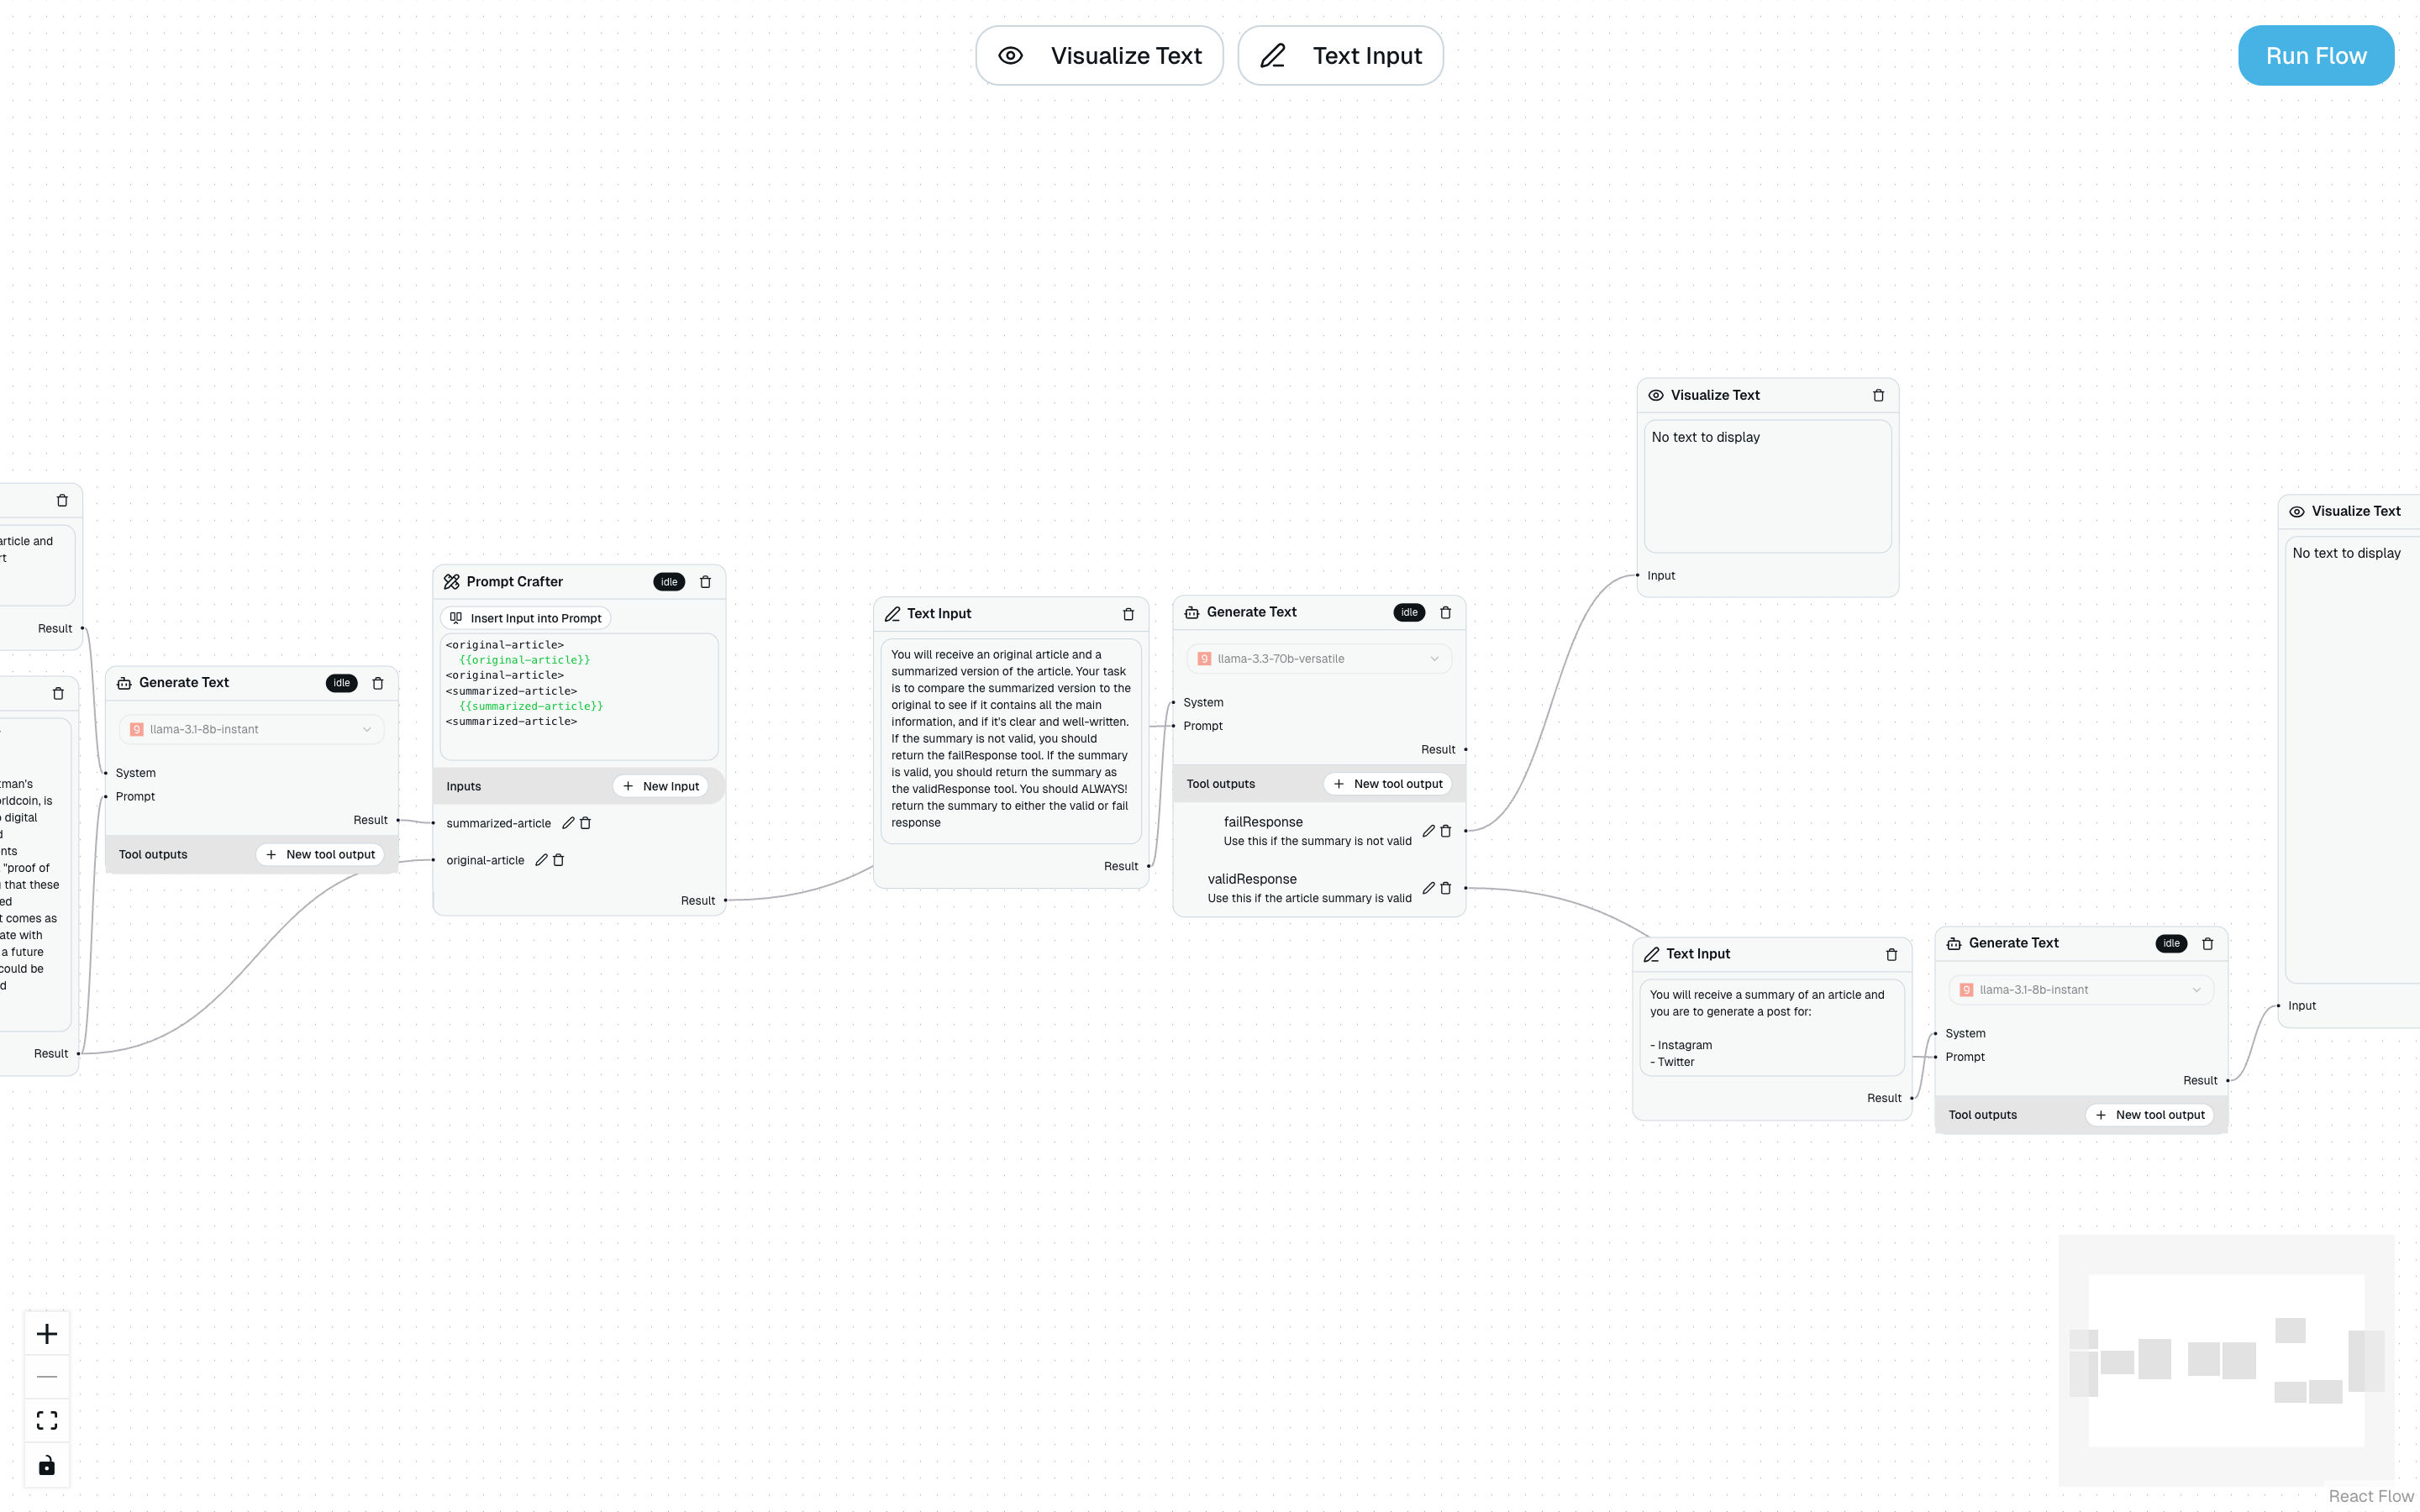 Visualize Text
Text Input
Run Flow
article and
rt
Result
tman's
orldcoin, is
o digital
d
nts
"proof of
g that these
ed
t comes as
ate with
a future
could be
d
Result
Generate Text
idle
llama-3.1-8b-instant
System
Prompt
Result
Tool outputs
New tool output
Prompt Crafter
idle
Insert Input into Prompt
<original-article>
{{original-article}}
<original-article>
<summarized-article>
{{summarized-article}}
<summarized-article>
Inputs
New Input
summarized-article
original-article
Result
Text Input
You will receive an original article and a
summarized version of the article. Your task
is to compare the summarized version to the
original to see if it contains all the main
information, and if it's clear and well-written.
If the summary is not valid, you should
return the failResponse tool. If the summary
is valid, you should return the summary as
the validResponse tool. You should ALWAYS!
return the summary to either the valid or fail
response
Result
Generate Text
idle
llama-3.3-70b-versatile
System
Prompt
Result
Tool outputs
New tool output
failResponse
Use this if the summary is not valid
validResponse
Use this if the article summary is valid
Visualize Text
No text to display
Input
Text Input
You will receive a summary of an article and
you are to generate a post for:
- Instagram
- Twitter
Result
Generate Text
idle
llama-3.1-8b-instant
System
Prompt
Result
Tool outputs
New tool output
Visualize Text
No text to display
Input
React Flow